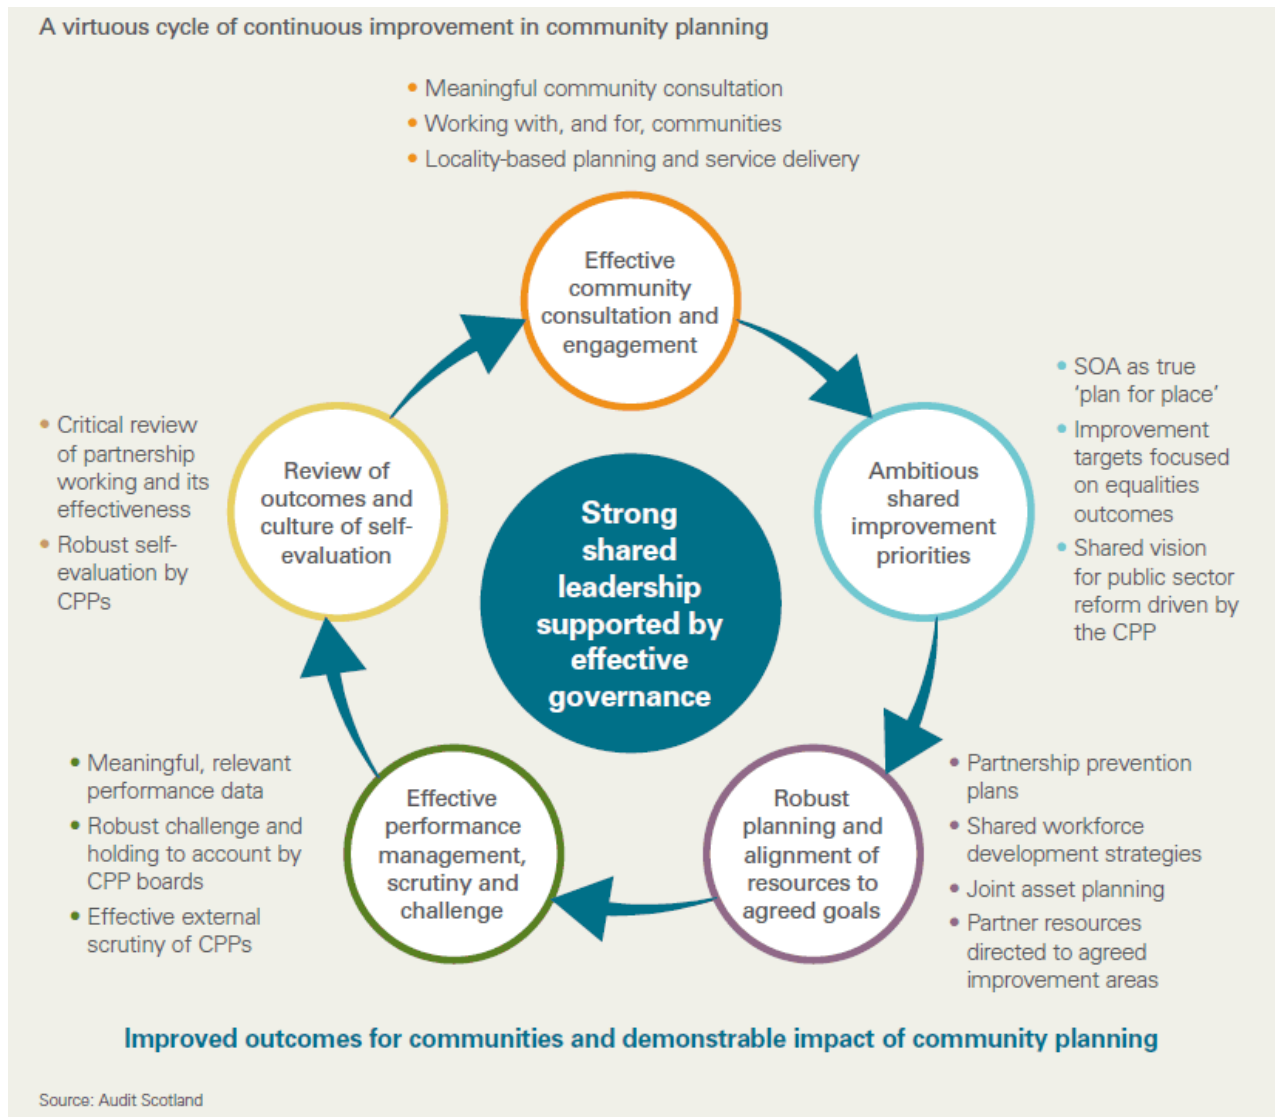 A virtuous cycle of continuous improvement in community planning
• Meaningful community consultation
• Working with, and for, communities
• Locality-based planning and service delivery
Effective
community
consultation and
engagement
• SOA as true
‘plan for place’
• Improvement
targets focused
on equalities
outcomes
• Shared vision
for public sector
reform driven by
the CPP
Ambitious
shared
improvement
priorities
• Critical review
of partnership
working and its
effectiveness
• Robust self-
evaluation by
CPPs
Review of
outcomes and
culture of self-
evaluation
Strong
shared
leadership
supported by
effective
governance
• Meaningful, relevant
performance data
• Robust challenge and
holding to account by
CPP boards
• Effective external
scrutiny of CPPs
Effective
performance
management,
scrutiny and
challenge
Robust
planning and
alignment of
resources to
agreed goals
• Partnership prevention
plans
• Shared workforce
development strategies
• Joint asset planning
• Partner resources
directed to agreed
improvement areas
Improved outcomes for communities and demonstrable impact of community planning
Source: Audit Scotland